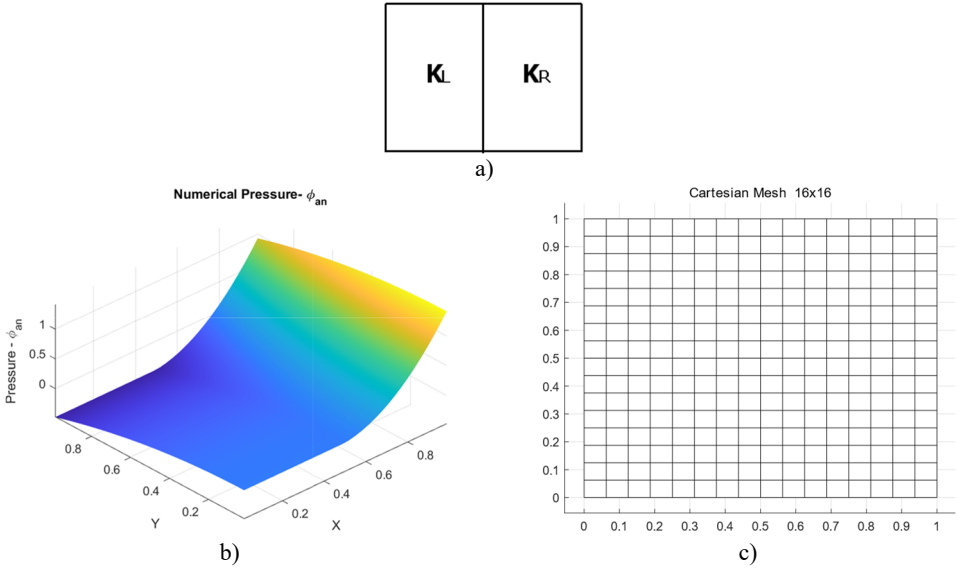 KL KR
a)
Numerical Pressure- ϕan
Pressure - ϕan
1
0.5
0
0.8
0.6
0.4
0.2
Y
0.2
0.4
0.6
0.8
X
b)
Cartesian Mesh 16x16
1
0.9
0.8
0.7
0.6
0.5
0.4
0.3
0.2
0.1
0
0 0.1 0.2 0.3 0.4 0.5 0.6 0.7 0.8 0.9 1
c)